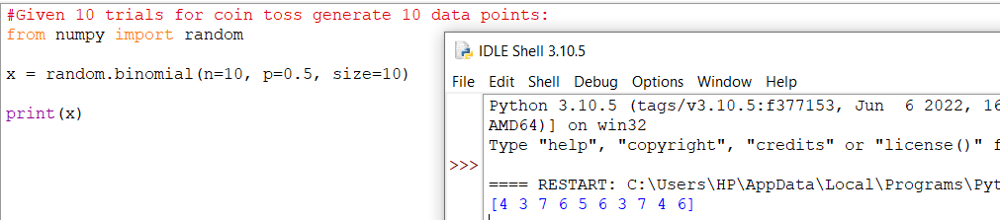 #Given 10 trials for coin toss generate 10 data points:
from numpy import random
x = random.binomial(n=10, p=0.5, size=10)
print(x)
IDLE Shell 3.10.5
File Edit Shell Debug Options Window Help
Python 3.10.5 (tags/v3.10.5:f377153, Jun  6 2022, 16
AMD64)] on win32
Type "help", "copyright", "credits" or "license()" f
>>>
==== RESTART: C:\Users\HP\AppData\Local\Programs\Pyt
[4 3 7 6 5 6 3 7 4 6]